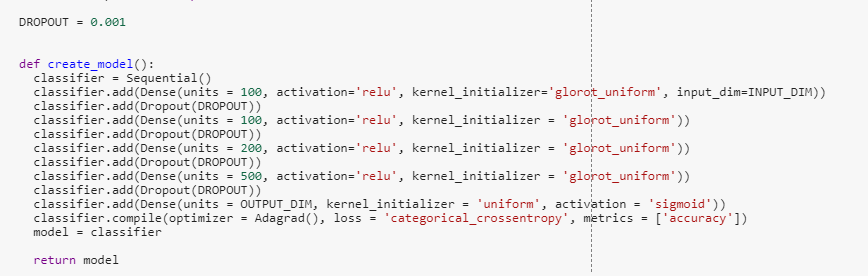 DROPOUT = 0.001
def create_model():
classifier = Sequential()
classifier.add(Dense(units = 100, activation='relu', kernel_initializer='glorot_uniform', input_dim=INPUT_DIM))
classifier.add(Dropout(DROPOUT))
classifier.add(Dense(units = 100, activation='relu', kernel_initializer = 'glorot_uniform'))
classifier.add(Dropout(DROPOUT))
classifier.add(Dense(units = 200, activation='relu', kernel_initializer = 'glorot_uniform'))
classifier.add(Dropout(DROPOUT))
classifier.add(Dense(units = 500, activation='relu', kernel_initializer = 'glorot_uniform'))
classifier.add(Dropout(DROPOUT))
classifier.add(Dense(units = OUTPUT_DIM, kernel_initializer = 'uniform', activation = 'sigmoid'))
classifier.compile(optimizer = Adagrad(), loss = 'categorical_crossentropy', metrics = ['accuracy'])
model = classifier
return model